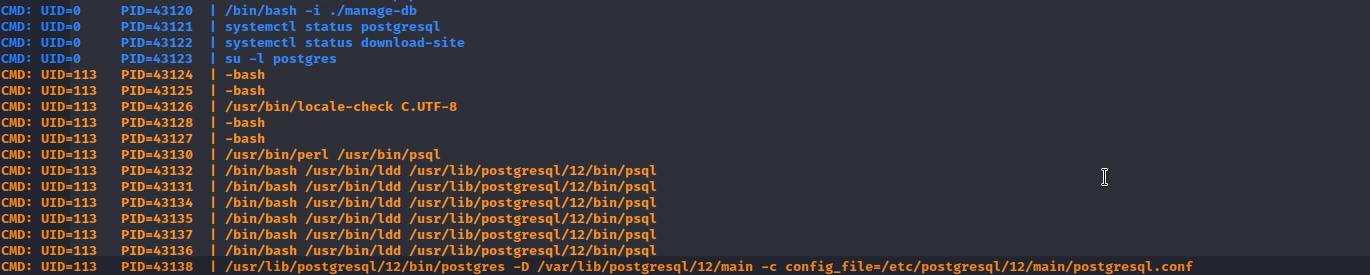 CMD: UID=0 PID=43120 | /bin/bash -i ./manage-db
CMD: UID=0 PID=43121 | systemctl status postgresql
CMD: UID=0 PID=43122 | systemctl status download-site
CMD: UID=0 PID=43123 | su -l postgres
CMD: UID=113 PID=43124 | -bash
CMD: UID=113 PID=43125 | -bash
CMD: UID=113 PID=43126 | /usr/bin/locale-check C.UTF-8
CMD: UID=113 PID=43128 | -bash
CMD: UID=113 PID=43127 | -bash
CMD: UID=113 PID=43130 | /usr/bin/perl /usr/bin/psql
CMD: UID=113 PID=43132 | /bin/bash /usr/bin/ldd /usr/lib/postgresql/12/bin/psql
CMD: UID=113 PID=43131 | /bin/bash /usr/bin/ldd /usr/lib/postgresql/12/bin/psql
CMD: UID=113 PID=43134 | /bin/bash /usr/bin/ldd /usr/lib/postgresql/12/bin/psql
CMD: UID=113 PID=43135 | /bin/bash /usr/bin/ldd /usr/lib/postgresql/12/bin/psql
CMD: UID=113 PID=43137 | /bin/bash /usr/bin/ldd /usr/lib/postgresql/12/bin/psql
CMD: UID=113 PID=43136 | /bin/bash /usr/bin/ldd /usr/lib/postgresql/12/bin/psql
CMD: UID=113 PID=43138 | /usr/lib/postgresql/12/bin/postgres -D /var/lib/postgresql/12/main -c config_file=/etc/postgresql/12/main/postgresql.conf